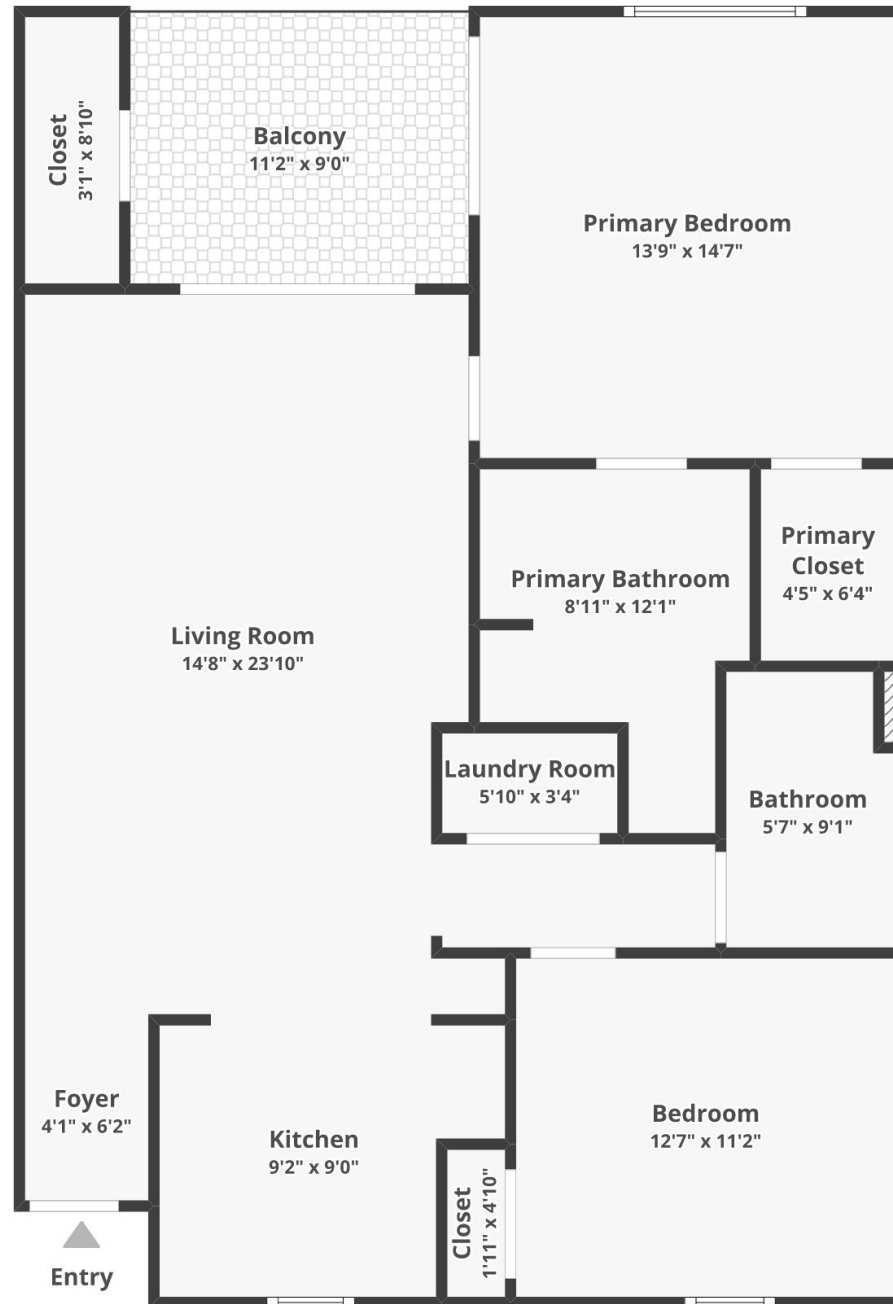 Closet
3'1" x 8'10"
Balcony
11'2" x 9'0"
Primary Bedroom
13'9" x 14'7"
Primary
Closet
4'5" x 6'4"
Primary Bathroom
8'11" x 12'1"
Living Room
14'8" x 23'10"
Laundry Room
5'10" x 3'4"
Bathroom
5'7" x 9'1"
Foyer
4'1" x 6'2"
Kitchen
9'2" x 9'0"
Bedroom
12'7" x 11'2"
Closet
1'11" x 4'10"
Entry